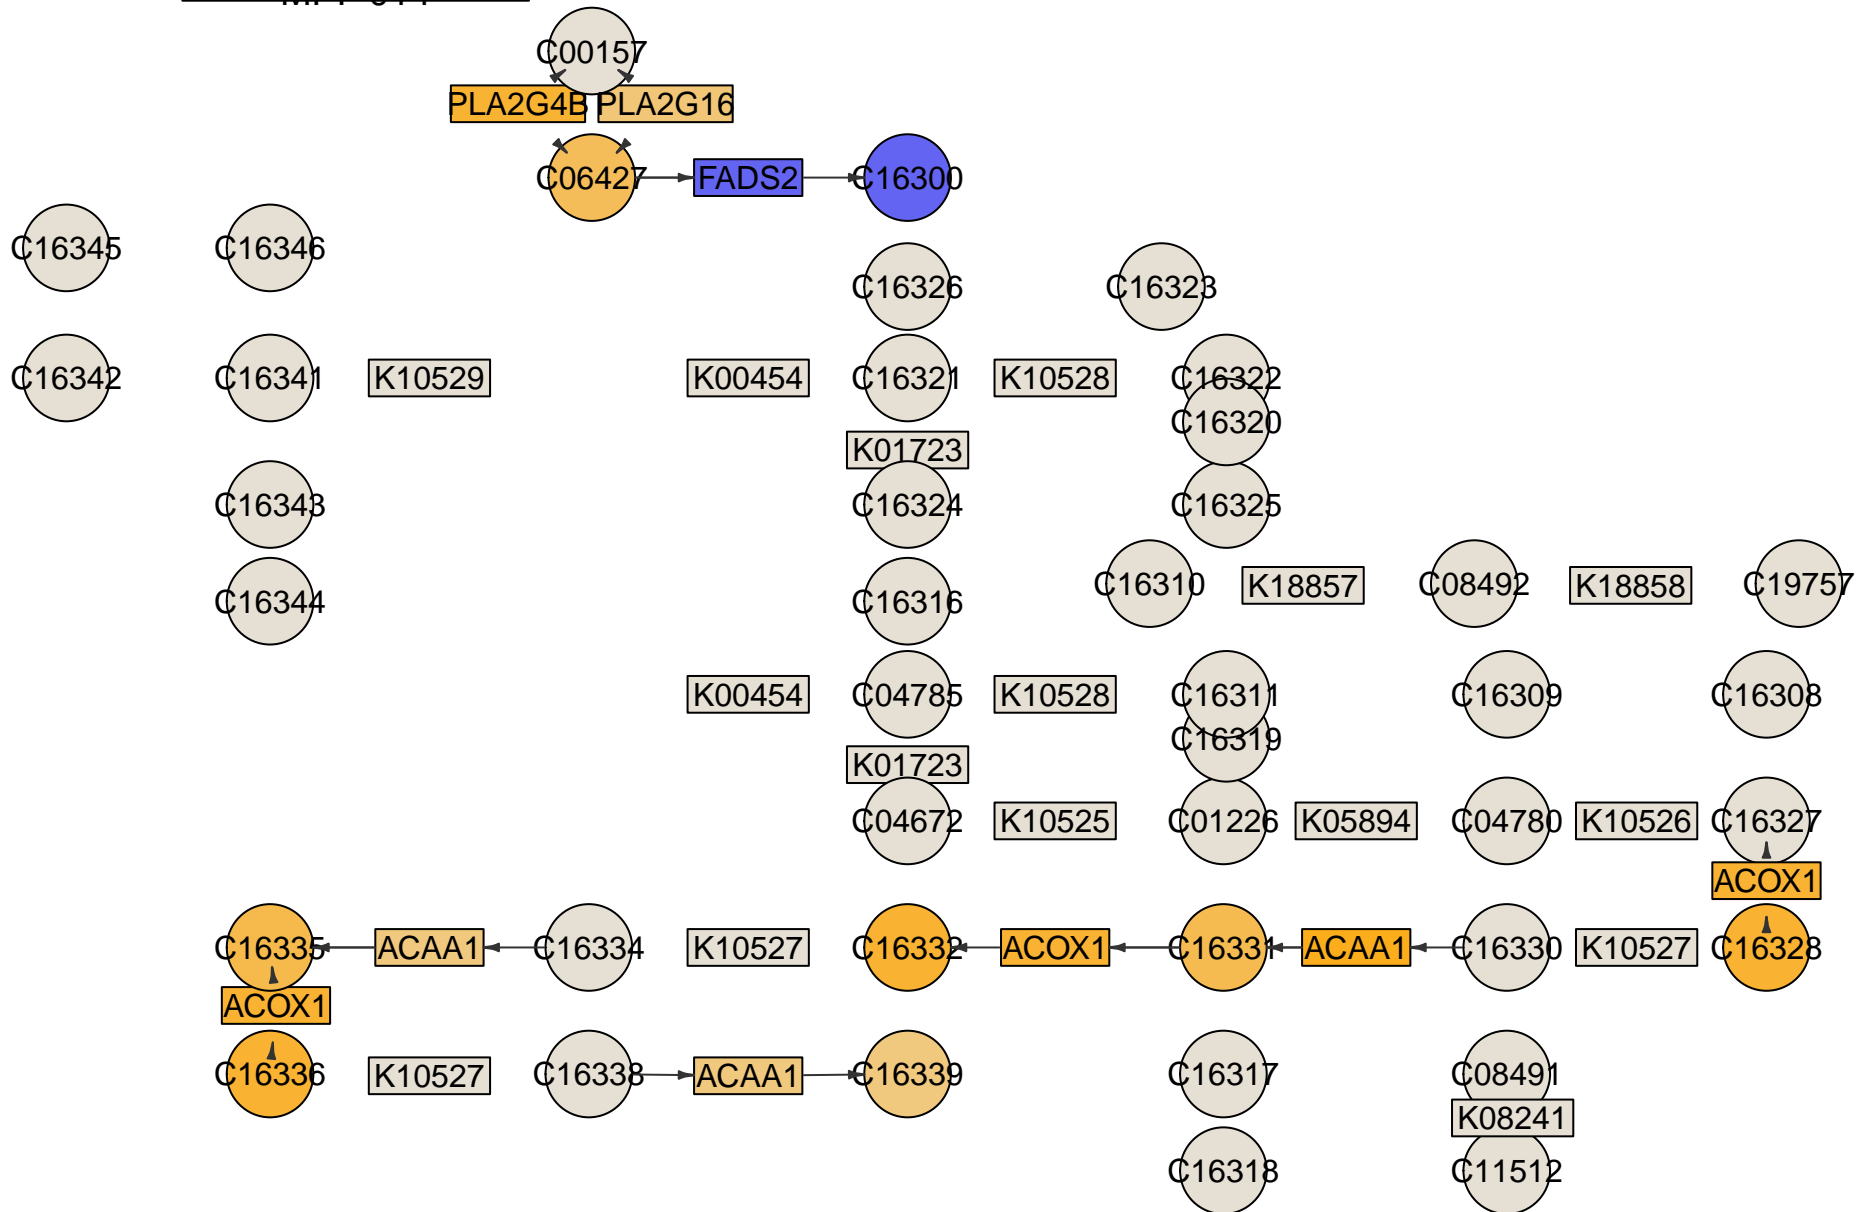 C00157
PLA2G4B PLA2G16
C06427 FADS2 C16300
C16345 C16346
C16326 C16323
C16342 C16341 K10529 K00454 C16321 K10528 C16322
C16320
K01723
C16343 C16324 C16325
C16310 K18857 C08492 K18858 C19757
C16344 C16316
K00454 C04785 K10528 C16311 C16309 C16308
C16319
K01723
C04672 K10525 C01226 K05894 C04780 K10526 C16327
ACOX1
C16335 ACAA1 C16334 K10527 C16332 ACOX1 C16331 ACAA1 C16330 K10527 C16328
ACOX1
C16336 K10527 C16338 ACAA1 C16339 C16317 C08491
K08241
C16318 C11512